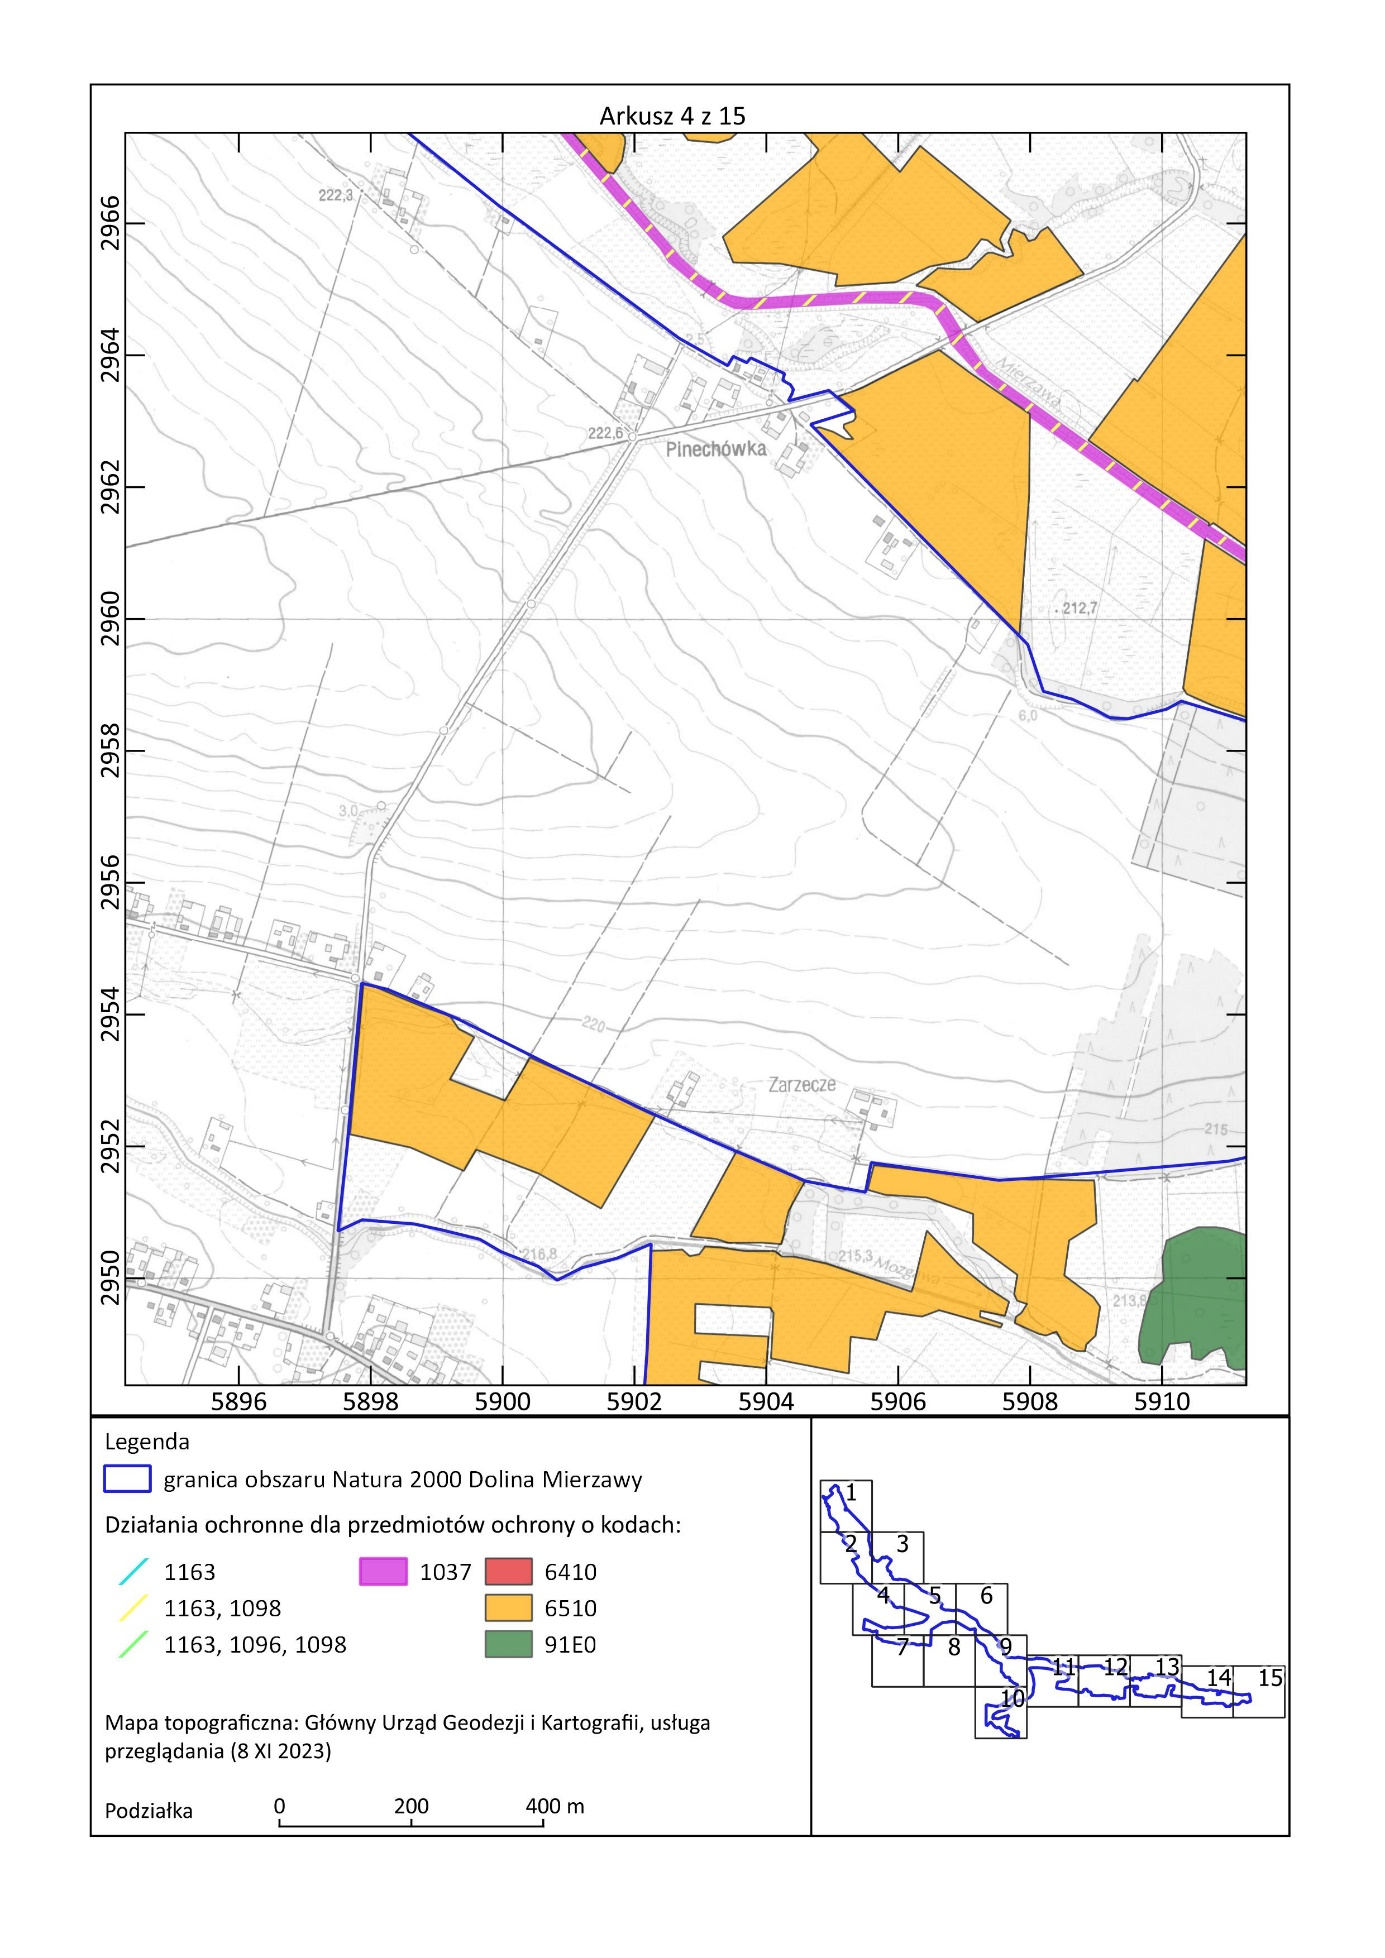 Arkusz 4 z 15
222,3
2966
2964
222,6
Pinechówka
Mierzawa
2962
2960
212,7
6,0
2958
3,0
2956
2954
220
Zarzecze
2952
215
216,8
215,3
2950
213,8
5896 5898 5900 5902 5904 5906 5908 5910
Legenda
granica obszaru Natura 2000 Dolina Mierzawy
Działania ochronne dla przedmiotów ochrony o kodach:
1163 1037 6410
1163, 1098 6510
1163, 1096, 1098 91E0
Mapa topograficzna: Główny Urząd Geodezji i Kartografii, usługa
przeglądania (8 XI 2023)
Podziałka 0 200 400 m
1
2 3
4 5 6
7 8 9
11 12 13 14 15
10